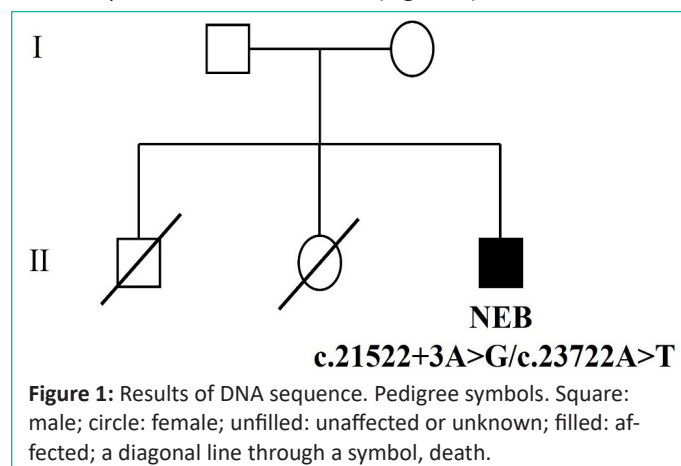 I
II
NEB
c.21522+3A>G/c.23722A>T
Figure 1: Results of DNA sequence. Pedigree symbols. Square:
male; circle: female; unfilled: unaffected or unknown; filled: af-
fected; a diagonal line through a symbol, death.